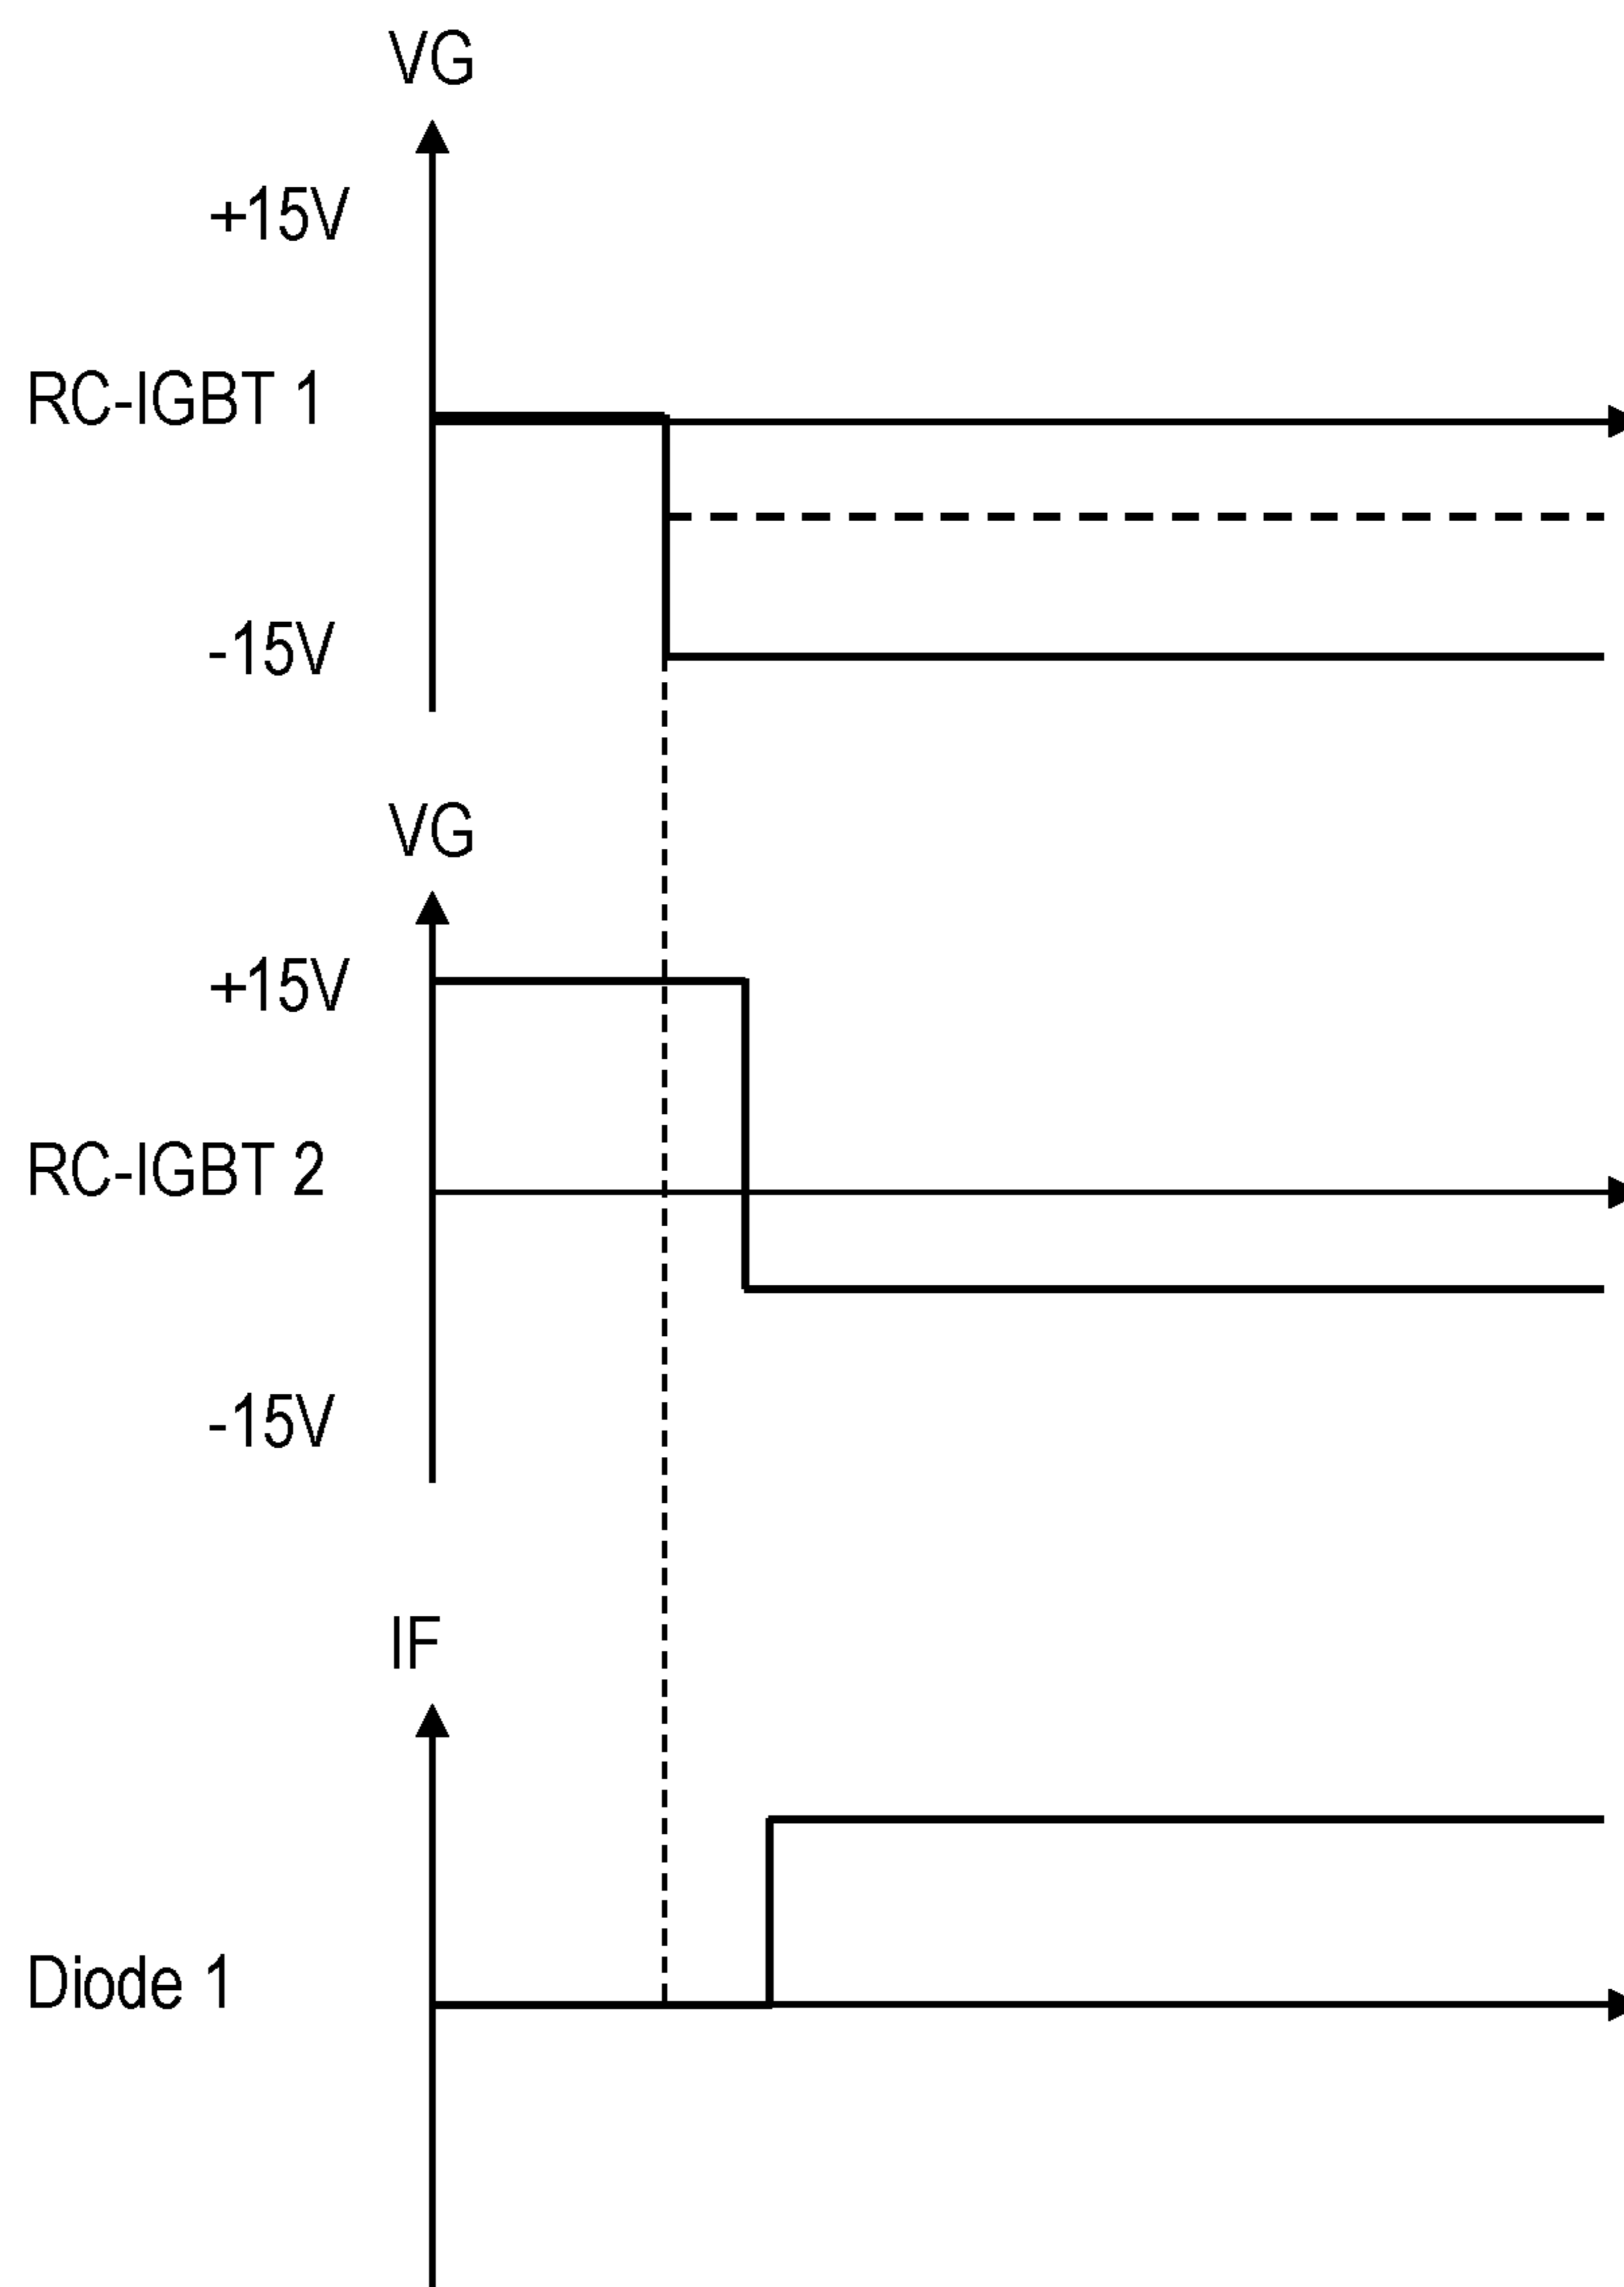 VG
+15V
RC-IGBT 1
-15V
VG
+15V
RC-IGBT 2
-15V
IF
Diode 1